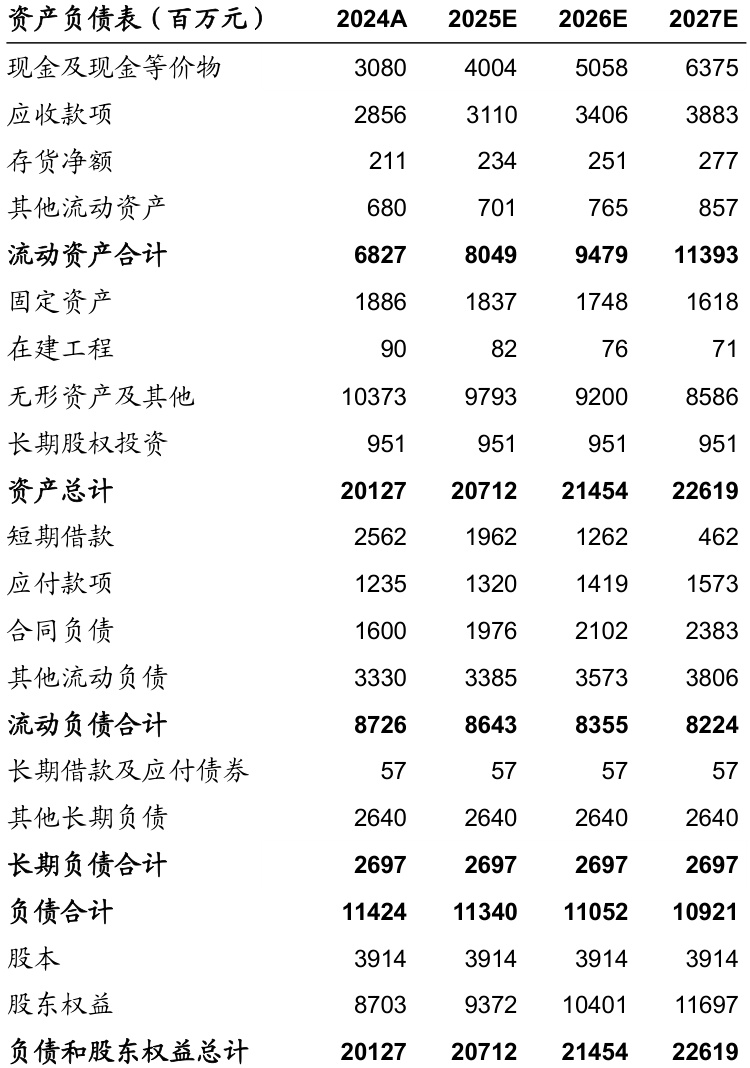 资产负债表（百万元） 2024A 2025E 2026E 2027E
现金及现金等价物 3080 4004 5058 6375
应收款项 2856 3110 3406 3883
存货净额 211 234 251 277
其他流动资产 680 701 765 857
流动资产合计 6827 8049 9479 11393
固定资产 1886 1837 1748 1618
在建工程 90 82 76 71
无形资产及其他 10373 9793 9200 8586
长期股权投资 951 951 951 951
资产总计 20127 20712 21454 22619
短期借款 2562 1962 1262 462
应付款项 1235 1320 1419 1573
合同负债 1600 1976 2102 2383
其他流动负债 3330 3385 3573 3806
流动负债合计 8726 8643 8355 8224
长期借款及应付债券 57 57 57 57
其他长期负债 2640 2640 2640 2640
长期负债合计 2697 2697 2697 2697
负债合计 11424 11340 11052 10921
股本 3914 3914 3914 3914
股东权益 8703 9372 10401 11697
负债和股东权益总计 20127 20712 21454 22619